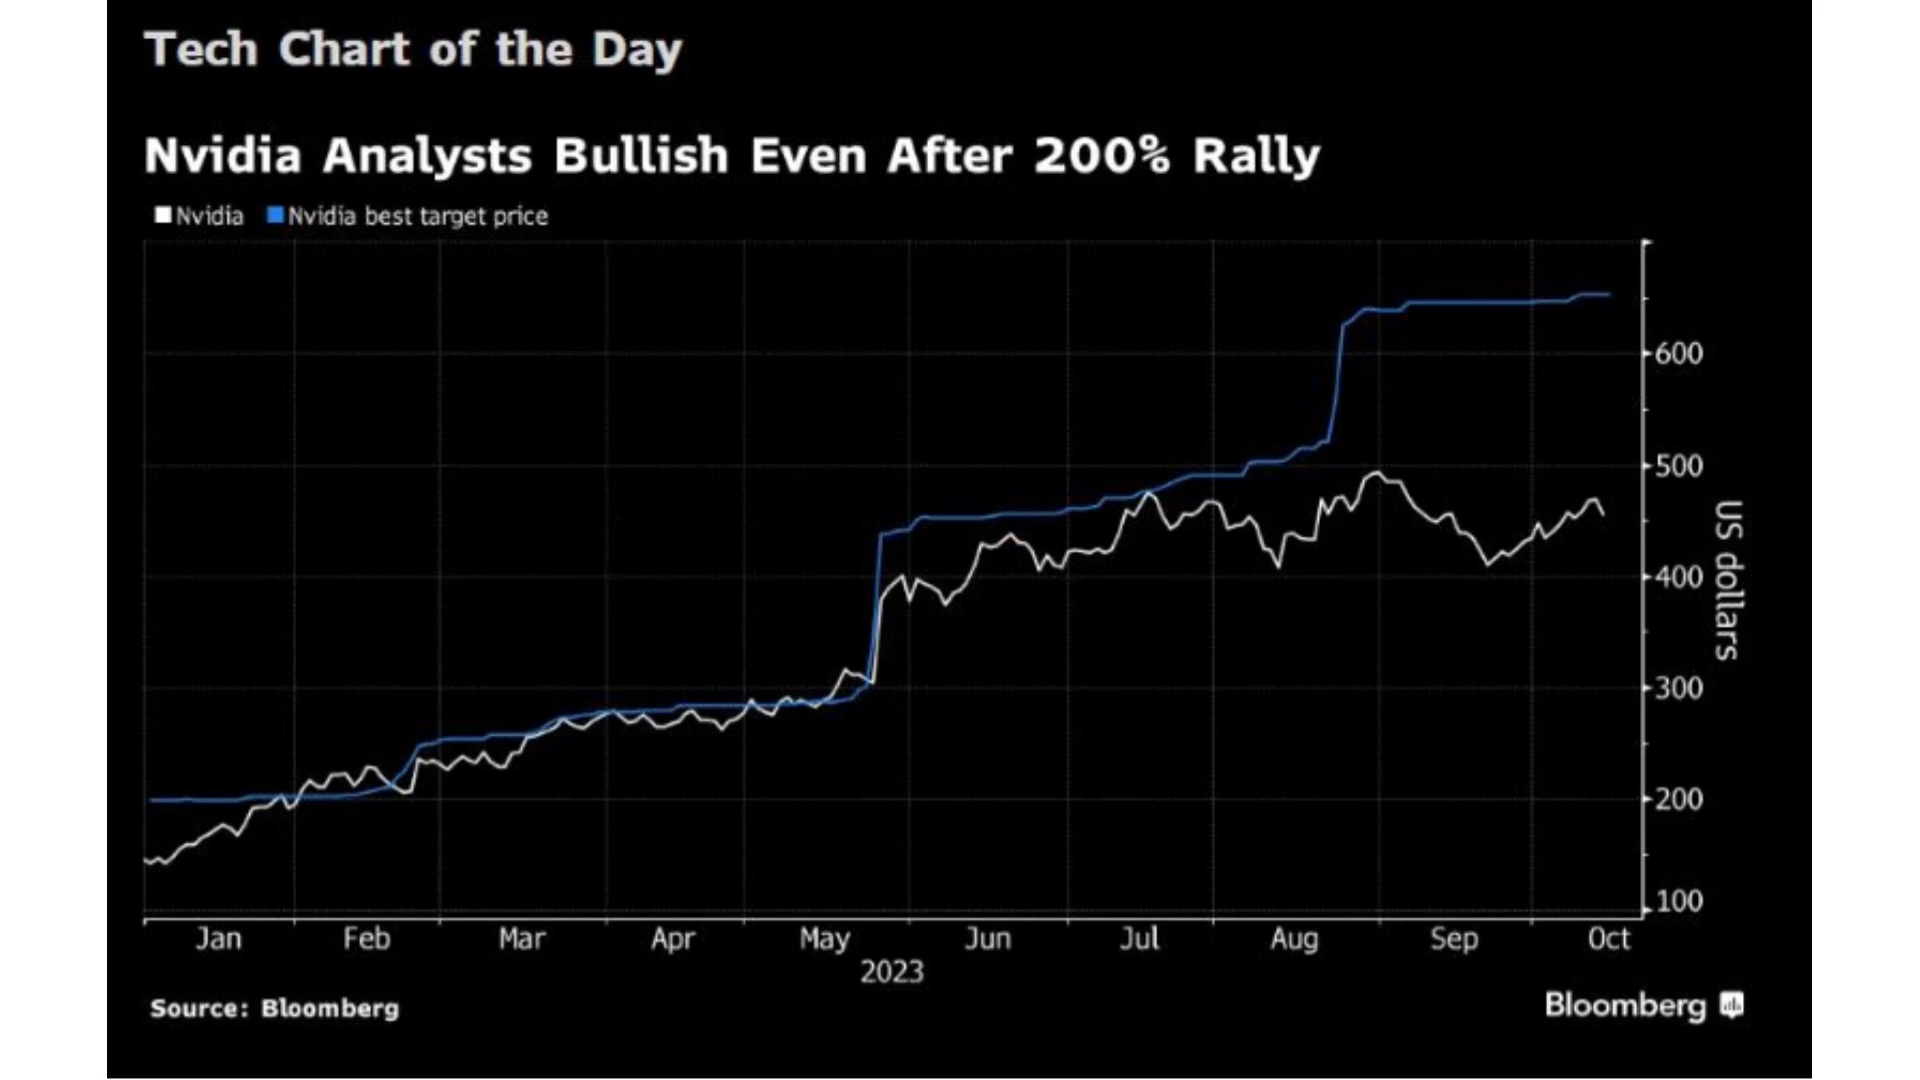 Tech Chart of the Day
Nvidia Analysts Bullish Even After 200% Rally
Nvidia Nvidia best target price
600
500
400
300
200
100
US dollars
Jan Feb Mar Apr May Jun Jul Aug Sep Oct
2023
Source: Bloomberg
Bloomberg